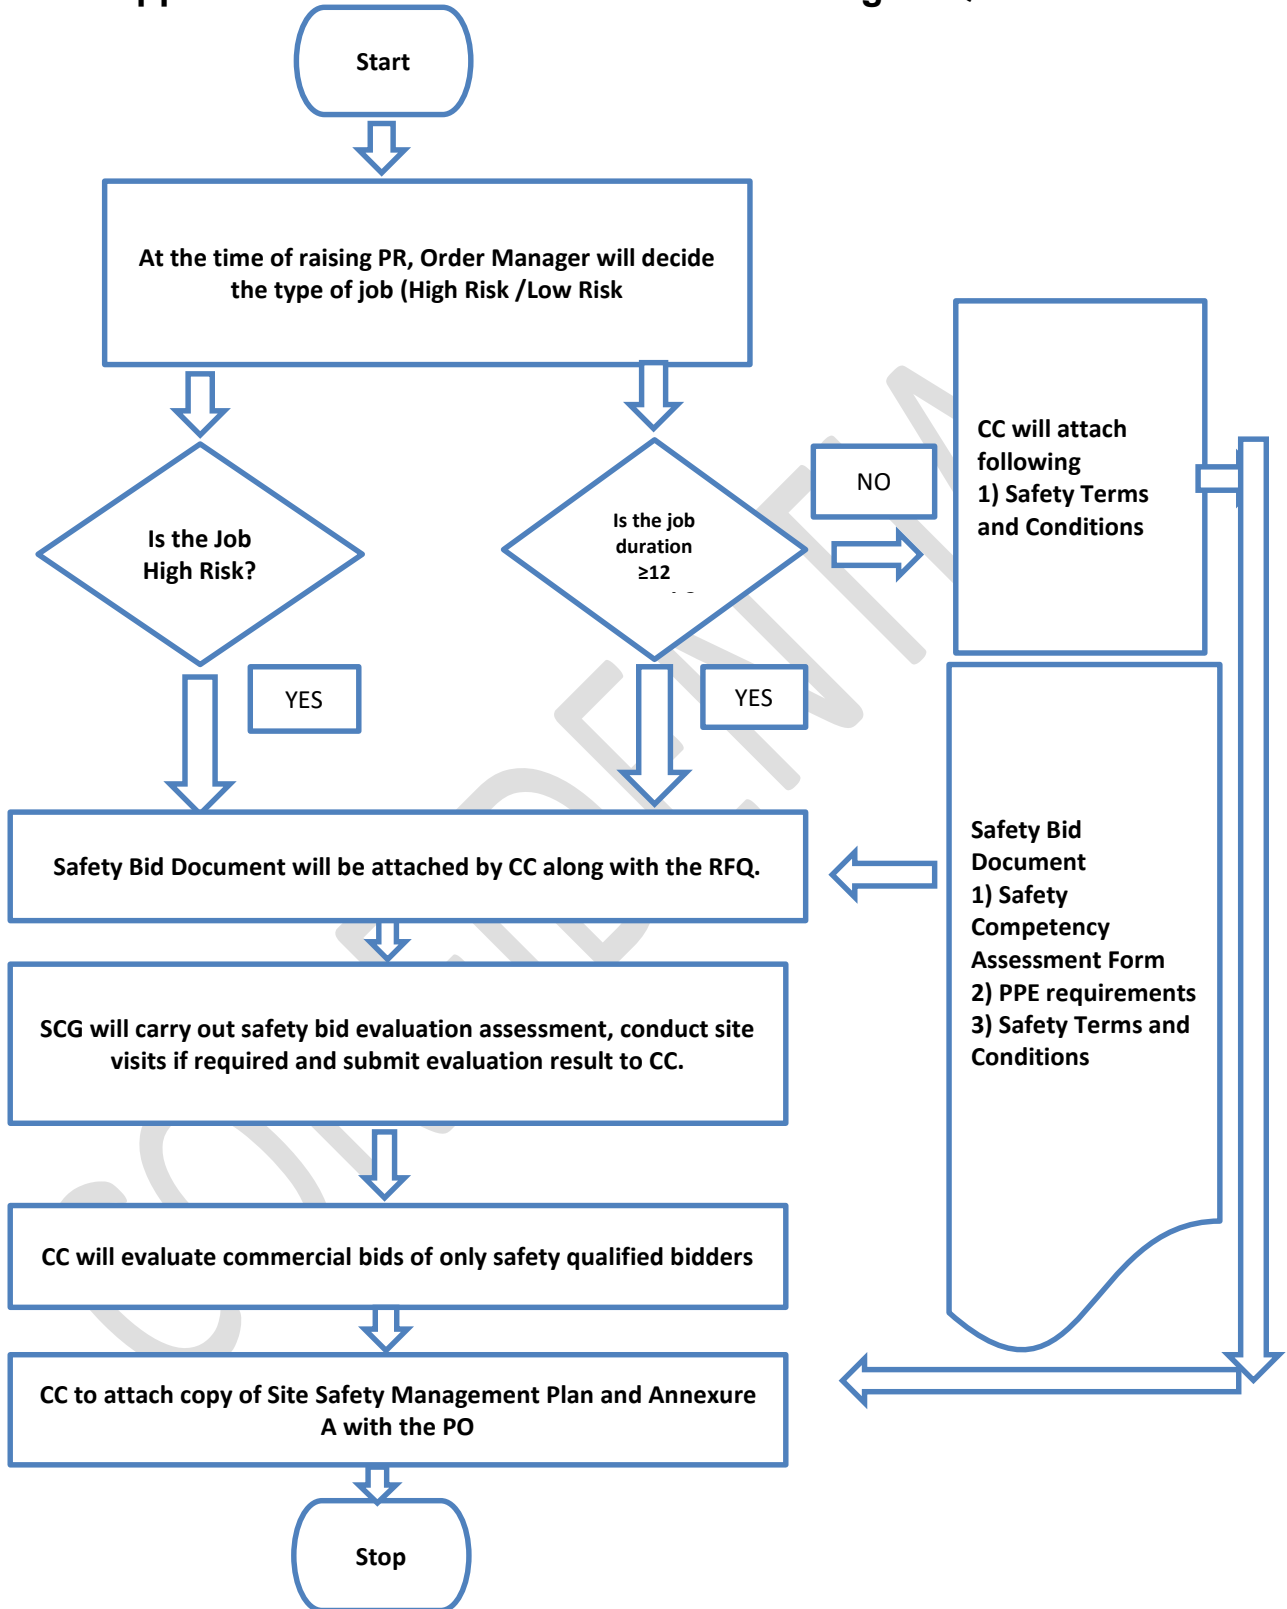 Start
At the time of raising PR, Order Manager will decide
the type of job (High Risk /Low Risk
CC will attach
following
1) Safety Terms
and Conditions
NO
Is the Job
High Risk?
Is the job
duration
≥12
YES
YES
Safety Bid
Document
1) Safety
Competency
Assessment Form
2) PPE requirements
3) Safety Terms and
Conditions
Safety Bid Document will be attached by CC along with the RFQ.
SCG will carry out safety bid evaluation assessment, conduct site
visits if required and submit evaluation result to CC.
CC will evaluate commercial bids of only safety qualified bidders
CC to attach copy of Site Safety Management Plan and Annexure
A with the PO
Stop